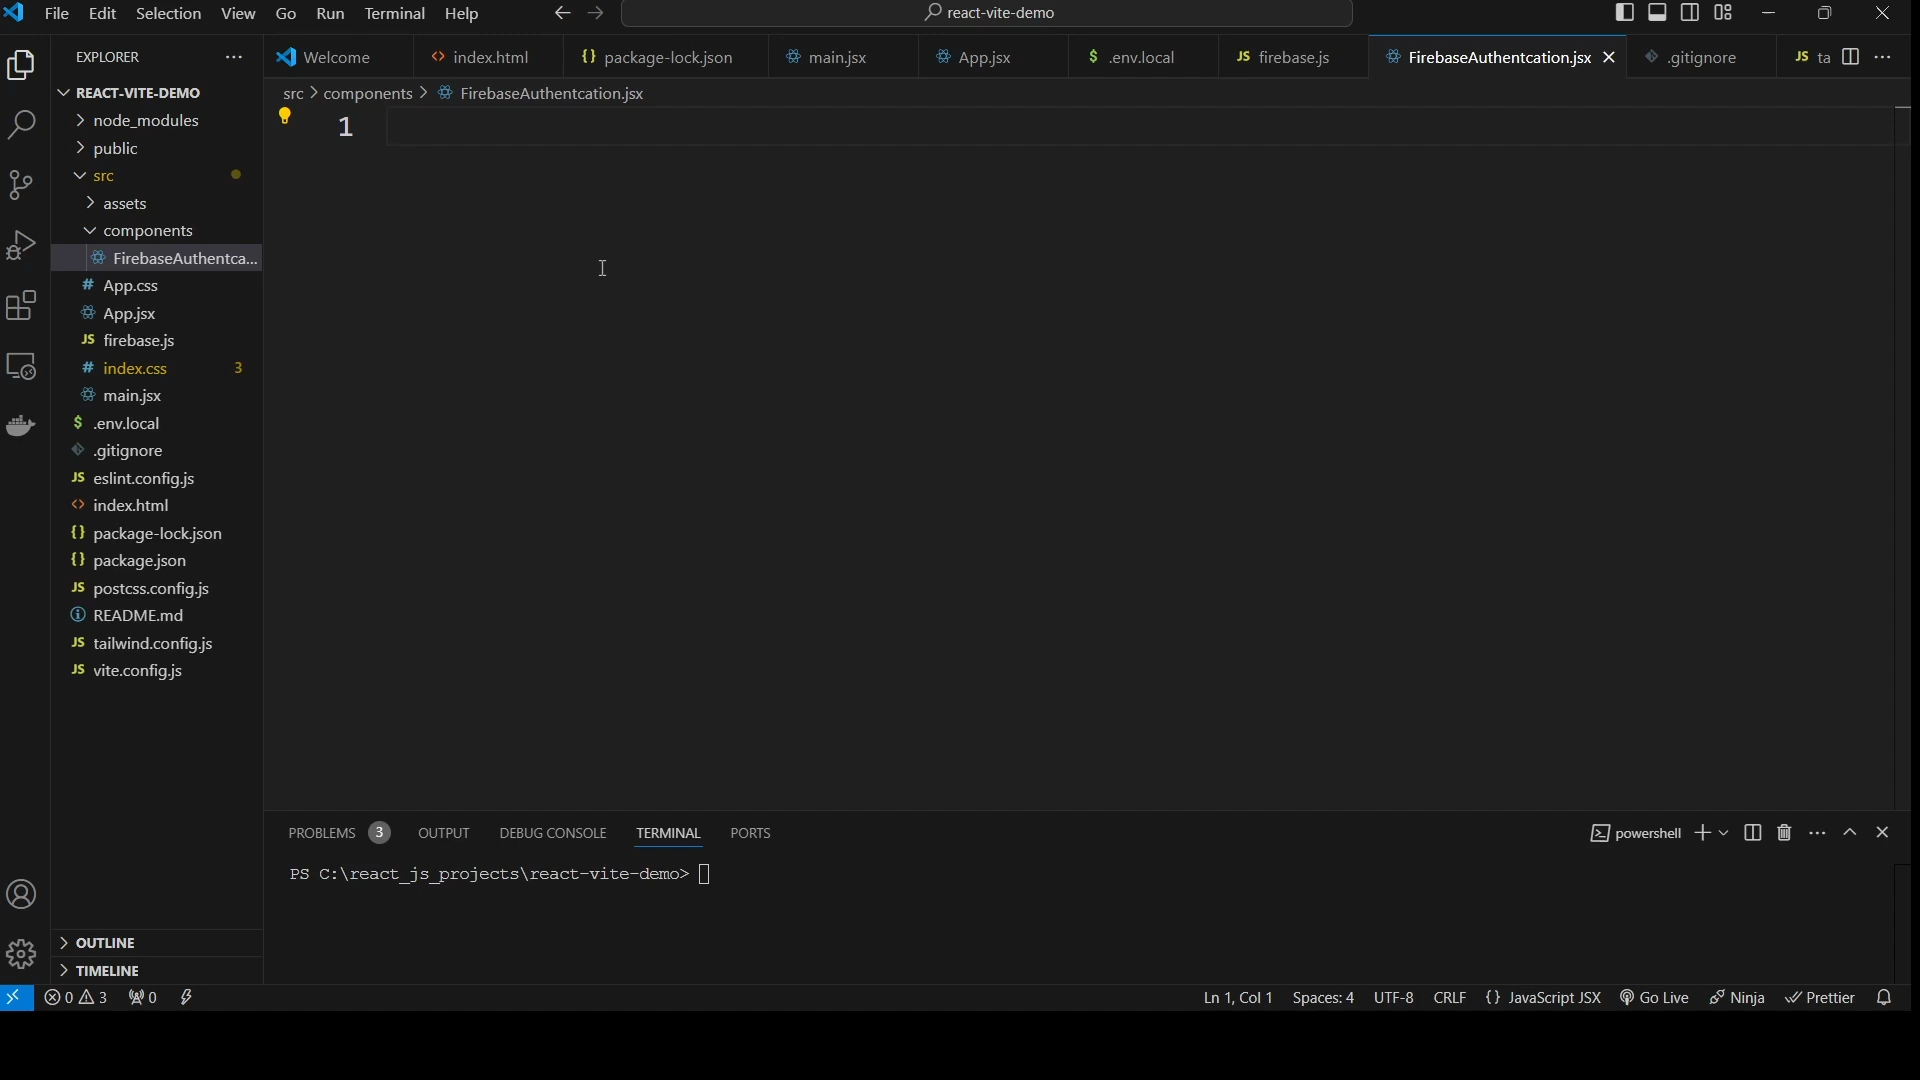 File Edit Selection View Go Run Terminal Help
react-vite-demo
EXPLORER
Welcome
index.html
package-lock.json
main.jsx
App.jsx
.env.local
firebase.js
FirebaseAuthentcation.jsx
.gitignore
ta
src > components > FirebaseAuthentcation.jsx
REACT-VITE-DEMO
node_modules
public
src
assets
components
FirebaseAuthentca...
App.css
App.jsx
firebase.js
index.css 3
main.jsx
.env.local
.gitignore
eslint.config.js
index.html
package-lock.json
package.json
postcss.config.js
README.md
tailwind.config.js
vite.config.js
OUTLINE
TIMELINE
1
PROBLEMS 3 OUTPUT DEBUG CONSOLE TERMINAL PORTS
powershell
PS C:\react_js_projects\react-vite-demo>
0 3 0
Ln 1, Col 1 Spaces: 4 UTF-8 CRLF {} JavaScript JSX Go Live Ninja Prettier